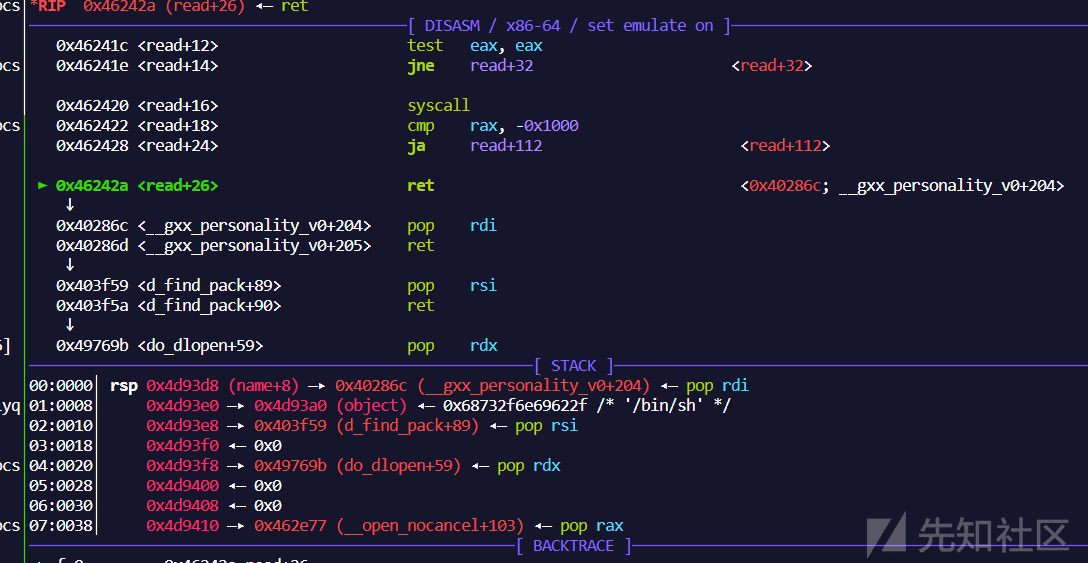 ocs *RIP  0x46242a (read+26) ◂— ret
[ DISASM / x86-64 / set emulate on ]
0x46241c <read+12>    test   eax, eax
ocs 0x46241e <read+14>    jne    read+32    <read+32>
0x462420 <read+16>    syscall
ocs 0x462422 <read+18>    cmp    rax, -0x1000
0x462428 <read+24>    ja     read+112    <read+112>
► 0x46242a <read+26>    ret    <0x40286c; __gxx_personality_v0+204>
↓
0x40286c <__gxx_personality_v0+204>    pop    rdi
0x40286d <__gxx_personality_v0+205>    ret
↓
0x403f59 <d_find_pack+89>    pop    rsi
0x403f5a <d_find_pack+90>    ret
↓
] 0x49769b <do_dlopen+59>    pop    rdx
[ STACK ]
00:0000│ rsp 0x4d93d8 (name+8) —▸ 0x40286c (__gxx_personality_v0+204) ◂— pop rdi
yq 01:0008│     0x4d93e0 —▸ 0x4d93a0 (object) ◂— 0x68732f6e69622f /* '/bin/sh' */
02:0010│     0x4d93e8 —▸ 0x403f59 (d_find_pack+89) ◂— pop rsi
03:0018│     0x4d93f0 ◂— 0x0
ocs 04:0020│     0x4d93f8 —▸ 0x49769b (do_dlopen+59) ◂— pop rdx
05:0028│     0x4d9400 ◂— 0x0
06:0030│     0x4d9408 ◂— 0x0
ocs 07:0038│     0x4d9410 —▸ 0x462e77 (__open_nocancel+103) ◂— pop rax
[ BACKTRACE ]
先知社区